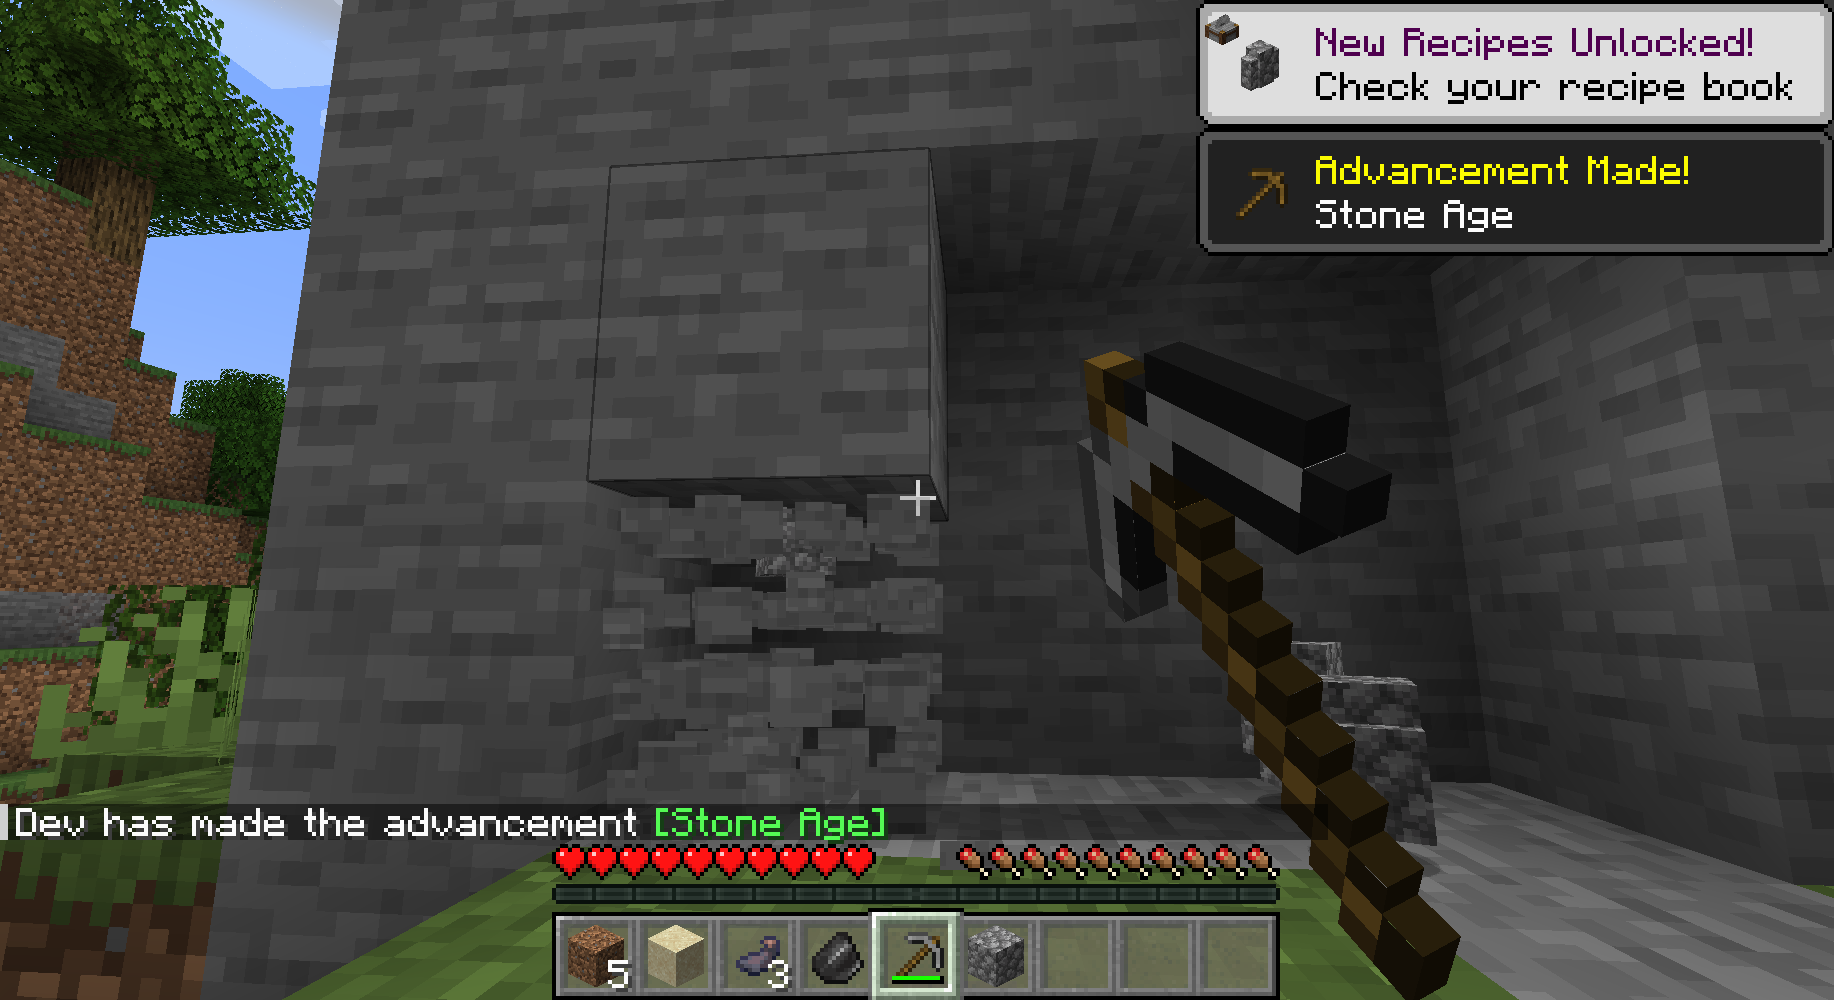 New Recipes Unlocked!
Check your recipe book
Advancement Made!
Stone Age
Dev has made the advancement [Stone Age]
5
3